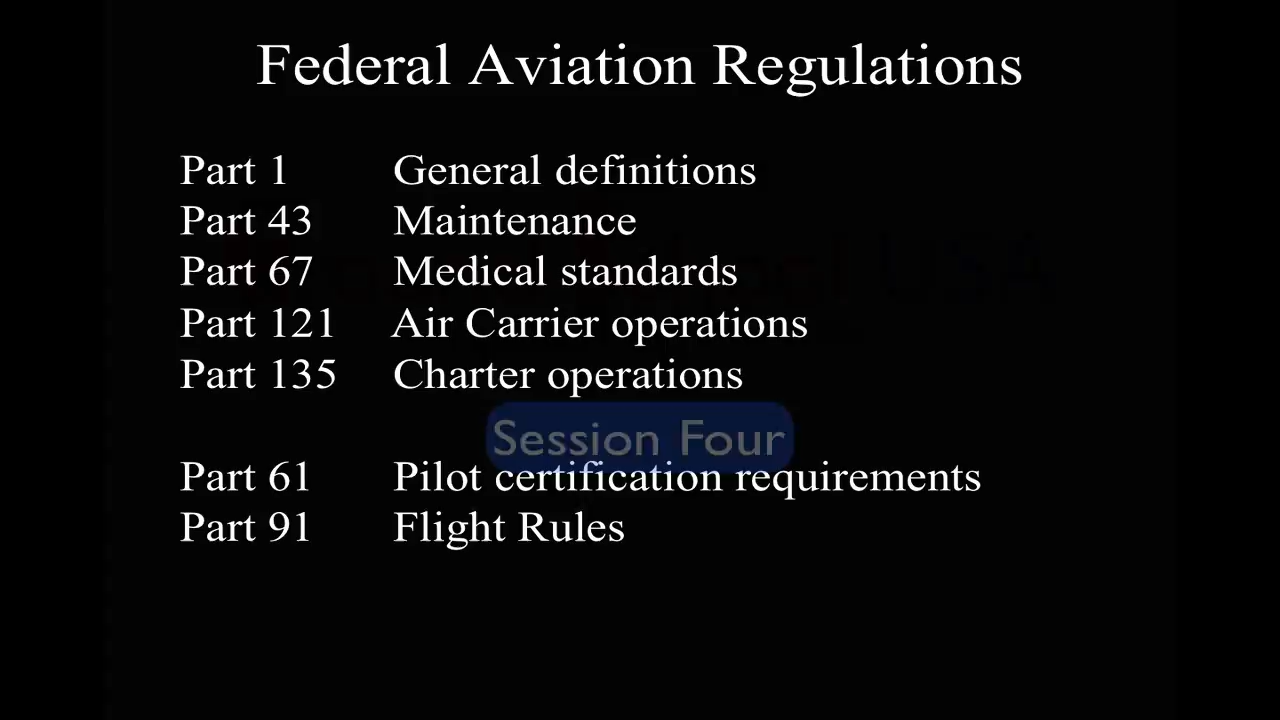 Federal Aviation Regulations
Part 1 General definitions
Part 43 Maintenance
Part 67 Medical standards
Part 121 Air Carrier operations
Part 135 Charter operations
Session Four
Part 61 Pilot certification requirements
Part 91 Flight Rules